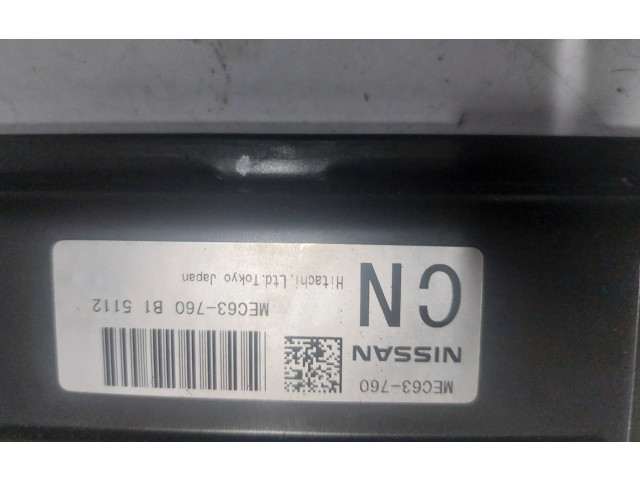 MEC63-760
NISSAN
CN
MEC63-760 B1 5112
Hitachi,Ltd.Tokyo Japan